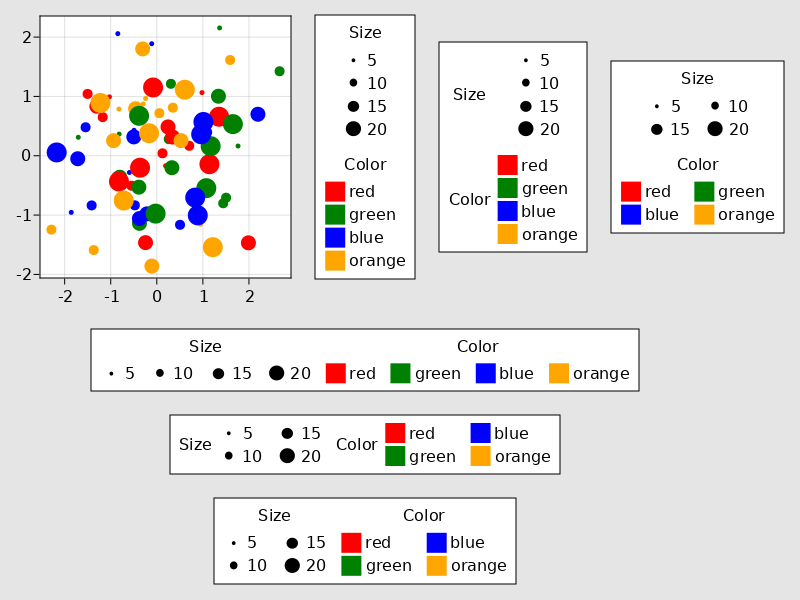 2
1
0
-1
-2
-2 -1 0 1 2
Size
5
10
15
20
Color
red
green
blue
orange
Size
5
10
15
20
Color
red
green
blue
orange
Size
5 10
15 20
Color
red green
blue orange
Size Color
5 10 15 20 red green blue orange
Size 5 15 Color red blue
10 20 green orange
Size Color
5 15 red blue
10 20 green orange